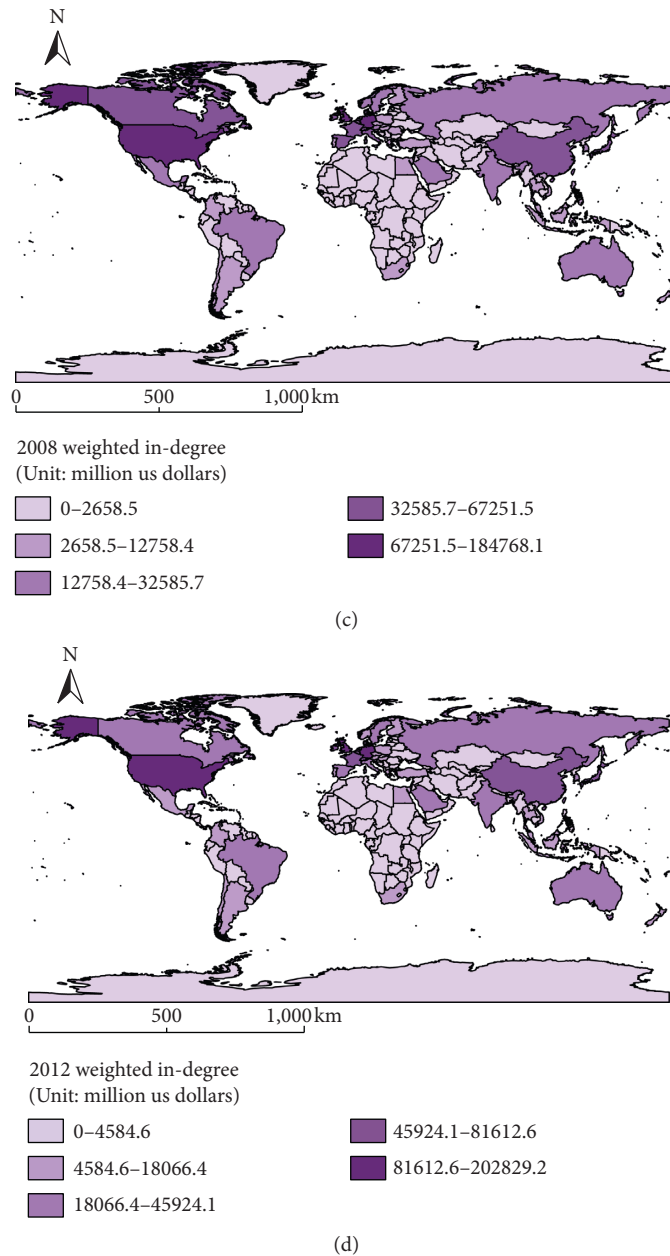 N
0 500 1,000 km
2008 weighted in-degree
(Unit: million us dollars)
0–2658.5 32585.7–67251.5
2658.5–12758.4 67251.5–184768.1
12758.4–32585.7
(c)
N
0 500 1,000 km
2012 weighted in-degree
(Unit: million us dollars)
0–4584.6 45924.1–81612.6
4584.6–18066.4 81612.6–202829.2
18066.4–45924.1
(d)